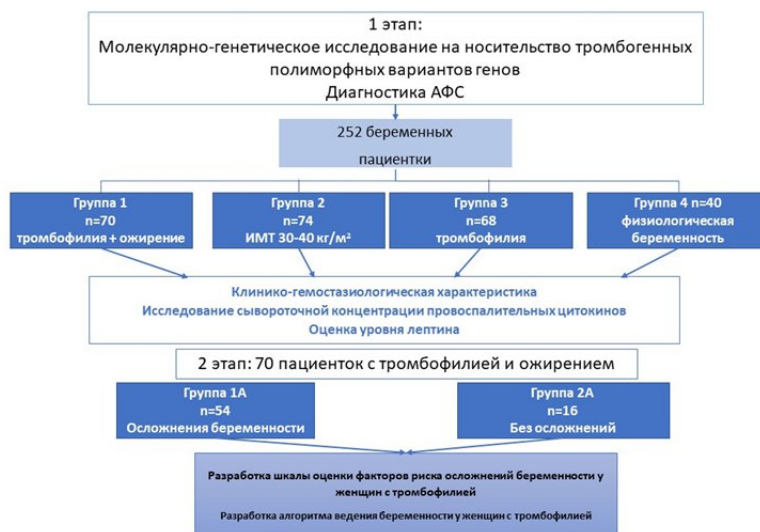 1 этап:
Молекулярно-генетическое исследование на носительство тромбогенных
полиморфных вариантов генов
Диагностика АФС
252 беременных
пациентки
Группа 1
n=70
тромбофилия + ожирение
Группа 2
n=74
ИМТ 30-40 кг/м²
Группа 3
n=68
тромбофилия
Группа 4 n=40
физиологическая
беременность
Клинико-гемостазиологическая характеристика
Исследование сывороточной концентрации провоспалительных цитокинов
Оценка уровня лептина
2 этап: 70 пациенток с тромбофилией и ожирением
Группа 1А
n=54
Осложнения беременности
Группа 2А
n=16
Без осложнений
Разработка шкалы оценки факторов риска осложнений беременности у
женщин с тромбофилией
Разработка алгоритма ведения беременности у женщин с тромбофилией